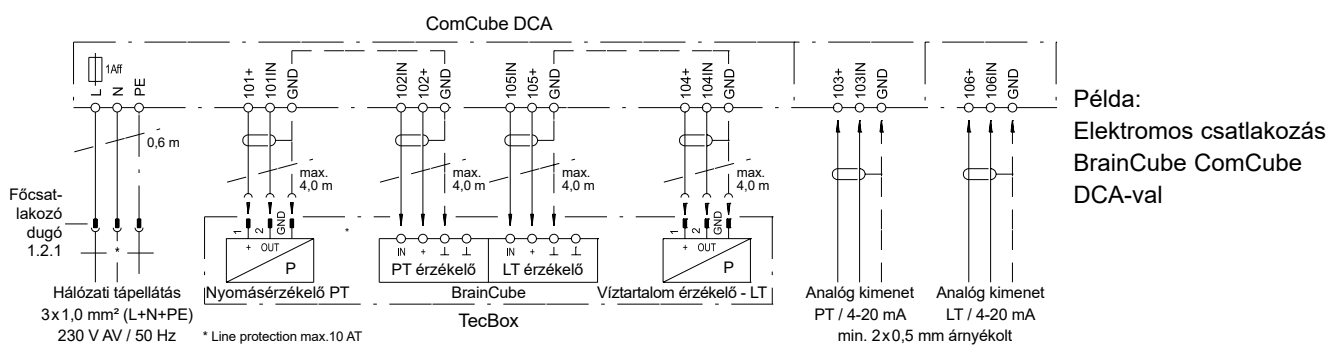 ComCube DCA
1Aff
L
N
PE
101+
101IN
GND
102IN
102+
GND
105IN
105+
GND
104+
104IN
GND
103+
103IN
GND
106+
106IN
GND
0,6 m
max.
4,0 m
max.
4,0 m
max.
4,0 m
max.
4,0 m
Példa:
Elektromos csatlakozás
BrainCube ComCube
DCA-val
Főcsat-
lakozó
dugó
1.2.1
*
1
2
GND
+ OUT
P
*
IN + ⊥ ⊥
PT érzékelő
IN + ⊥ ⊥
LT érzékelő
1
2
GND
+ OUT
P
Hálózati tápellátás
3x1,0 mm² (L+N+PE)
230 V AV / 50 Hz
Nyomásérzékelő PT
BrainCube
Víztartalom érzékelő - LT
TecBox
* Line protection max.10 AT
Analóg kimenet
PT / 4-20 mA
Analóg kimenet
LT / 4-20 mA
min. 2x0,5 mm árnyékolt